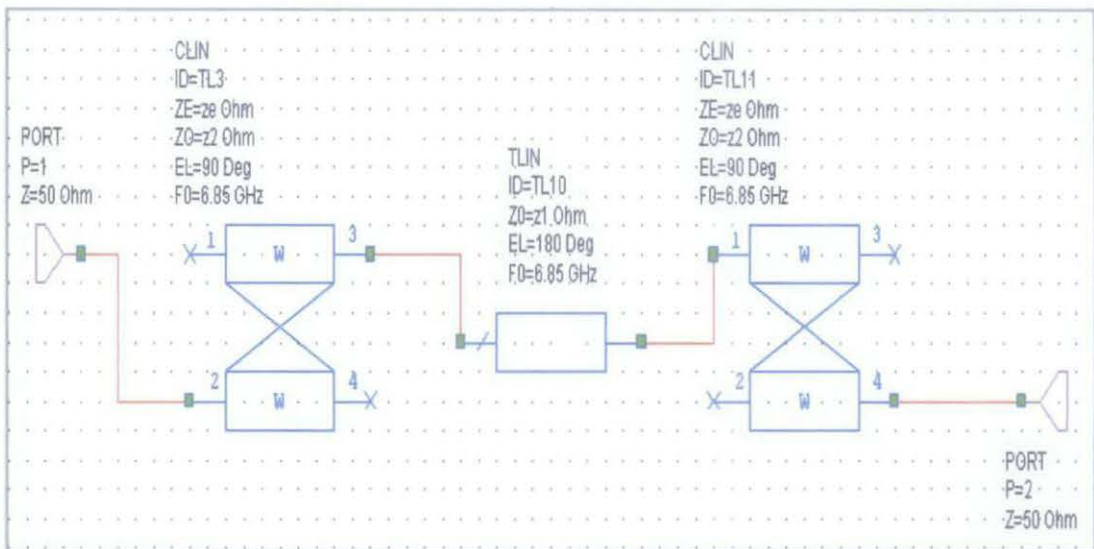 CLIN
ID=TL3
ZE=ze Ohm
ZO=z2 Ohm
EL=90 Deg
F0=6.85 GHz
PORT
P=1
Z=50 Ohm
1
W
3
2
W
4
TLIN
ID=TL10
Z0=z1 Ohm
EL=180 Deg
F0=6.85 GHz
CLIN
ID=TL11
ZE=ze Ohm
ZO=z2 Ohm
EL=90 Deg
F0=6.85 GHz
1
W
3
2
W
4
PORT
P=2
Z=50 Ohm